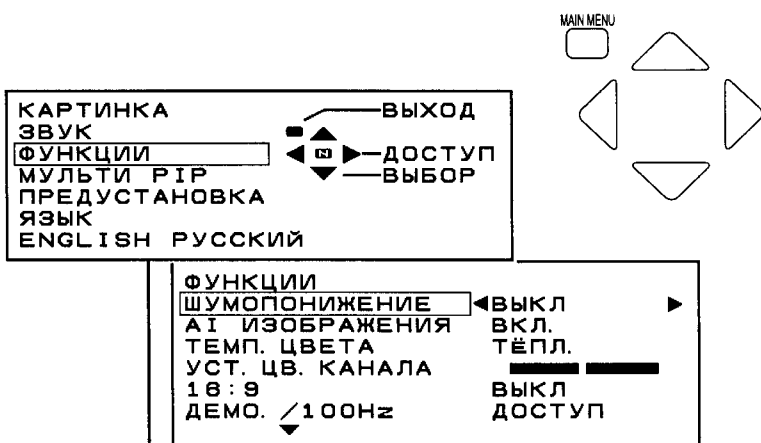 MAIN MENU
КАРТИНКА
ВЫХОД
ЗВУК
ФУНКЦИИ
N
ДОСТУП
МУЛЬТИ PIP
ВЫБОР
ПРЕДУСТАНОВКА
ЯЗЫК
ENGLISH РУССКИЙ
ФУНКЦИИ
ШУМОПОНИЖЕНИЕ ВЫКЛ
AI ИЗОБРАЖЕНИЯ ВКЛ.
ТЕМП. ЦВЕТА ТЁПЛ.
УСТ. ЦВ. КАНАЛА
16:9 ВЫКЛ
ДЕМО. /100Hz ДОСТУП